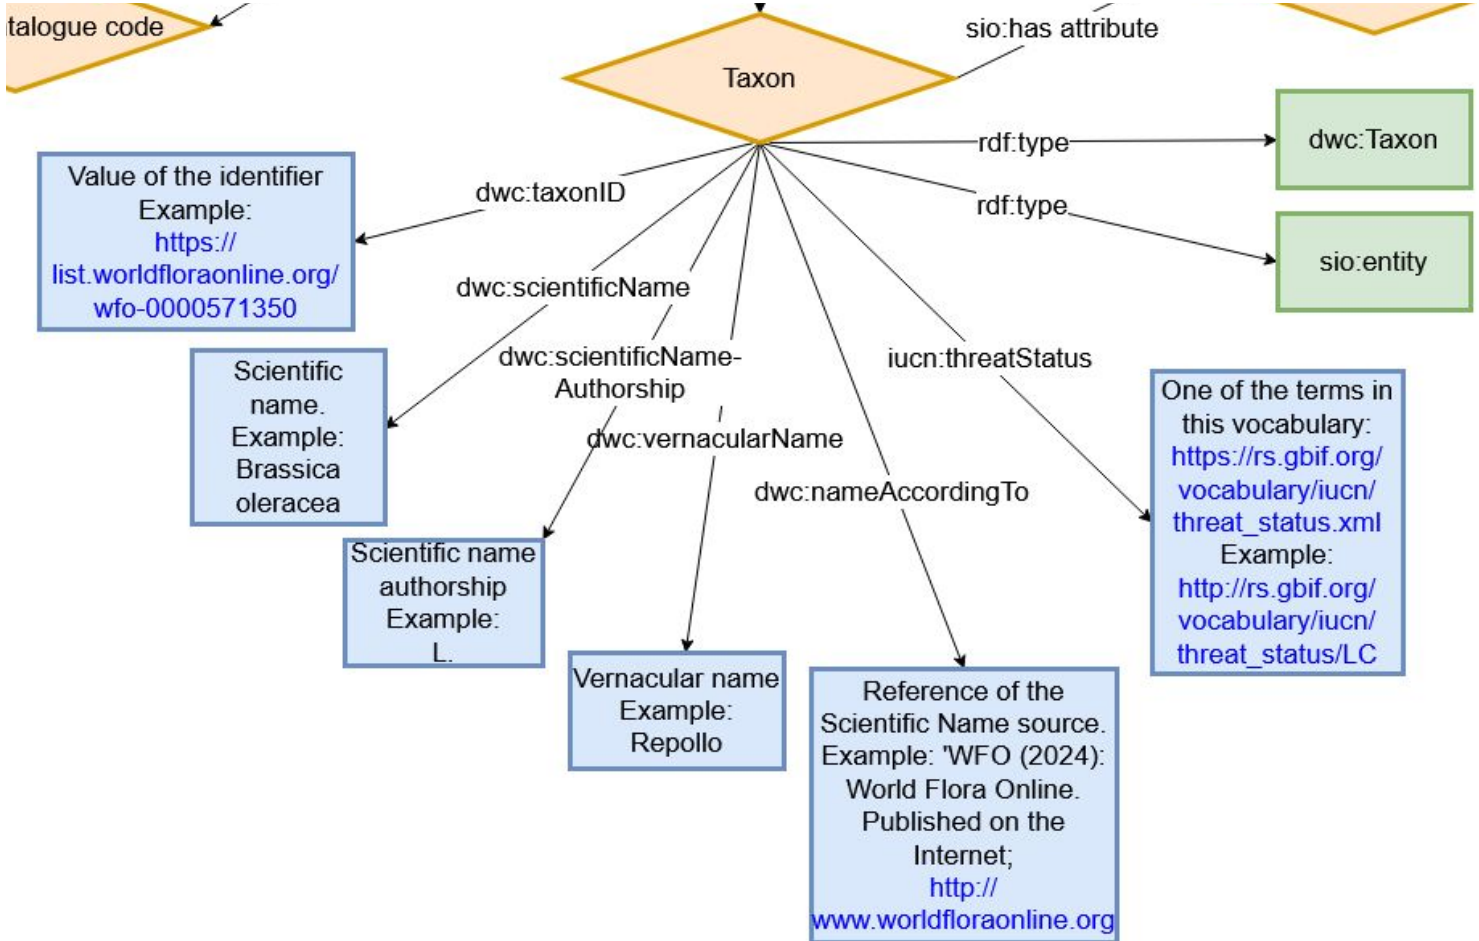 talogue code
sio:has attribute
Taxon
rdf:type
dwc:Taxon
rdf:type
sio:entity
dwc:taxonID
Value of the identifier
Example:
https://
list.worldfloraonline.org/
wfo-0000571350
dwc:scientificName
Scientific
name.
Example:
Brassica
oleracea
dwc:scientificName-
Authorship
Scientific name
authorship
Example:
L.
dwc:vernacularName
Vernacular name
Example:
Repollo
dwc:nameAccordingTo
Reference of the
Scientific Name source.
Example: 'WFO (2024):
World Flora Online.
Published on the
Internet;
http://
www.worldfloraonline.org
iucn:threatStatus
One of the terms in
this vocabulary:
https://rs.gbif.org/
vocabulary/iucn/
threat_status.xml
Example:
http://rs.gbif.org/
vocabulary/iucn/
threat_status/LC